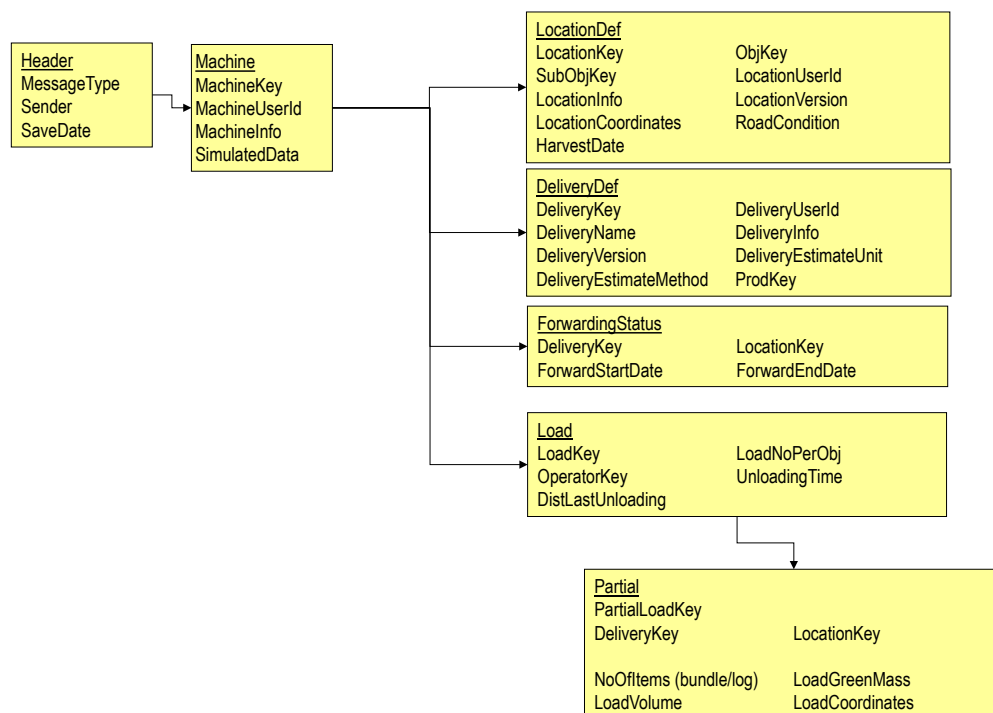 Header
MessageType
Sender
SaveDate
Machine
MachineKey
MachineUserId
MachineInfo
SimulatedData
LocationDef
LocationKey ObjKey
SubObjKey LocationUserId
LocationInfo LocationVersion
LocationCoordinates RoadCondition
HarvestDate
DeliveryDef
DeliveryKey DeliveryUserId
DeliveryName DeliveryInfo
DeliveryVersion DeliveryEstimateUnit
DeliveryEstimateMethod ProdKey
ForwardingStatus
DeliveryKey LocationKey
ForwardStartDate ForwardEndDate
Load
LoadKey LoadNoPerObj
OperatorKey UnloadingTime
DistLastUnloading
Partial
PartialLoadKey
DeliveryKey LocationKey
NoOfItems (bundle/log) LoadGreenMass
LoadVolume LoadCoordinates